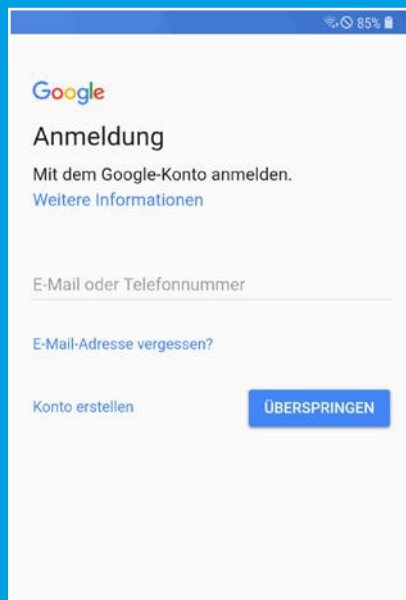 85%
Google
Anmeldung
Mit dem Google-Konto anmelden.
Weitere Informationen
E-Mail oder Telefonnummer
E-Mail-Adresse vergessen?
Konto erstellen
ÜBERSPRINGEN